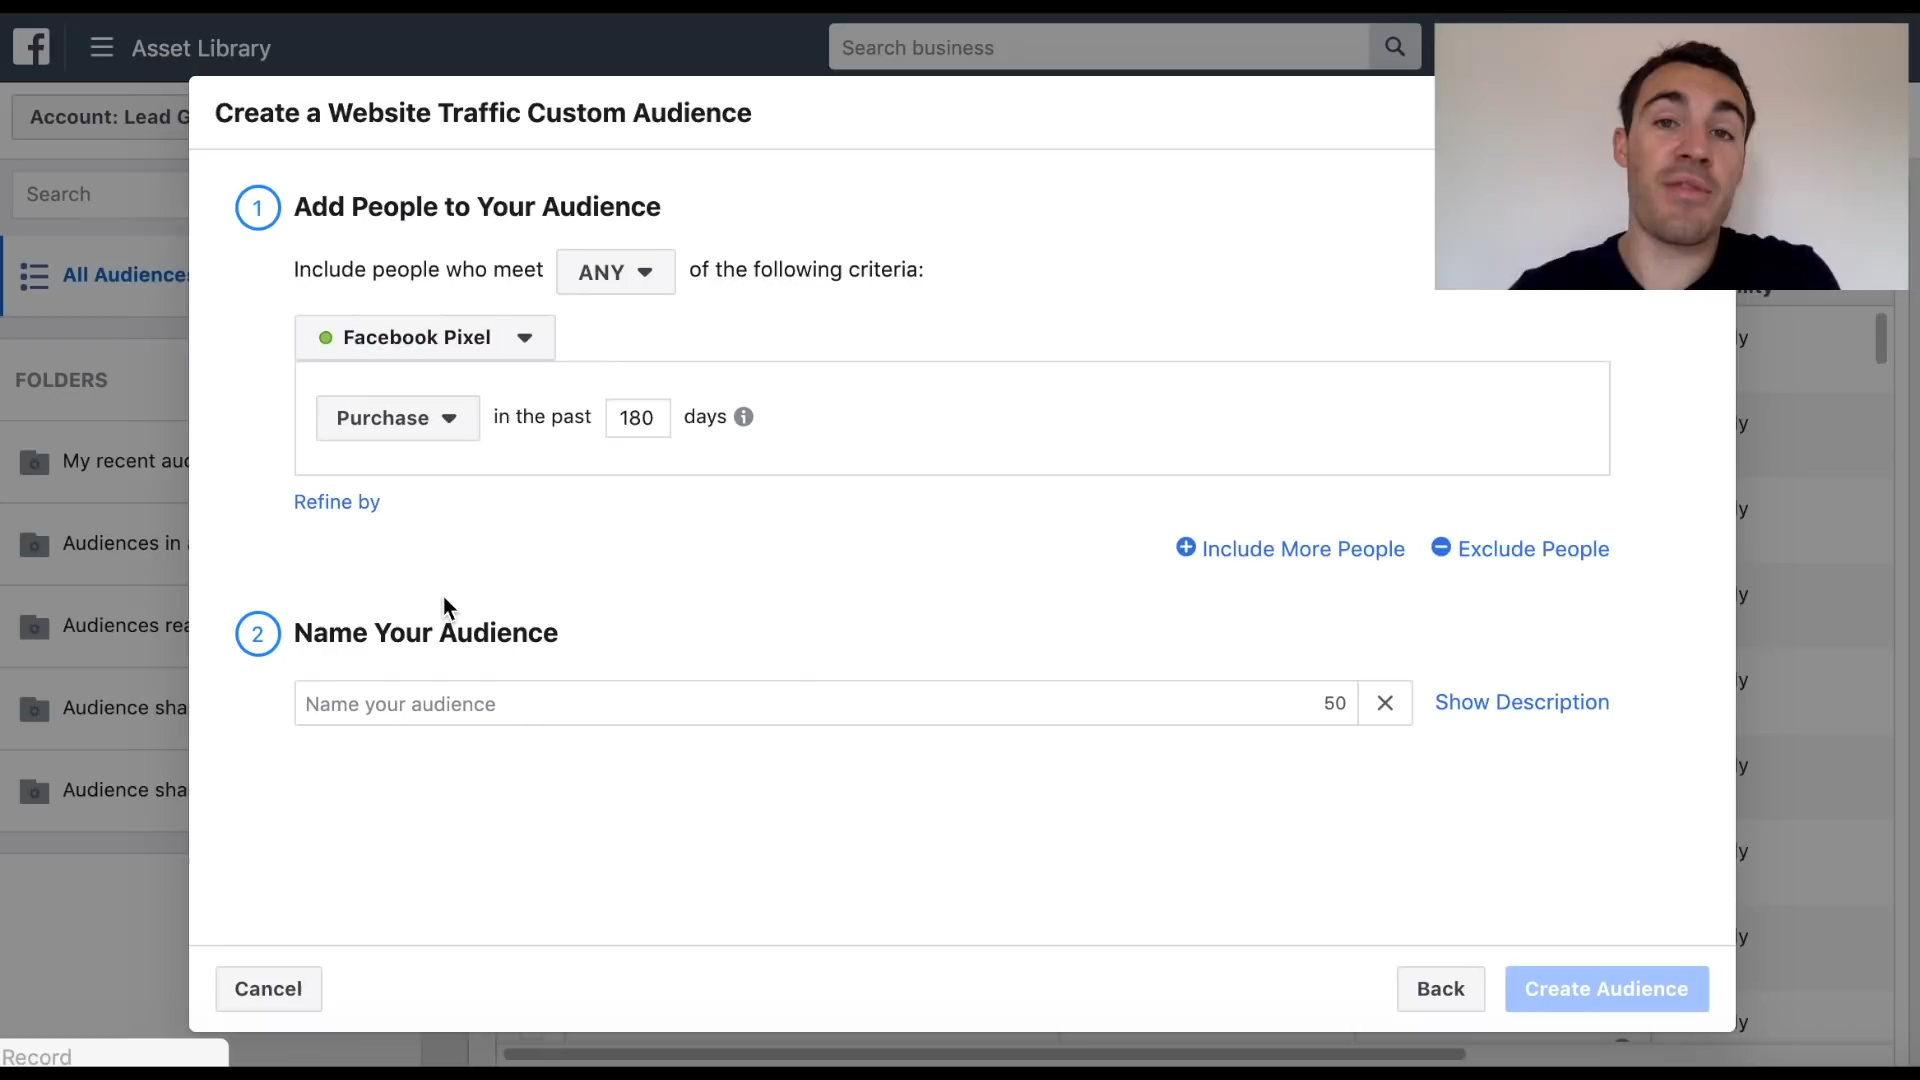 Asset Library
Search business
Account: Lead G
Create a Website Traffic Custom Audience
Search
1 Add People to Your Audience
Include people who meet ANY of the following criteria:
All Audiences
Facebook Pixel
FOLDERS
Purchase in the past 180 days
My recent aud
Refine by
Audiences in
Include More People Exclude People
Audiences rea
2 Name Your Audience
Audience sha
Name your audience 50 Show Description
Audience sha
Cancel Back Create Audience
Record